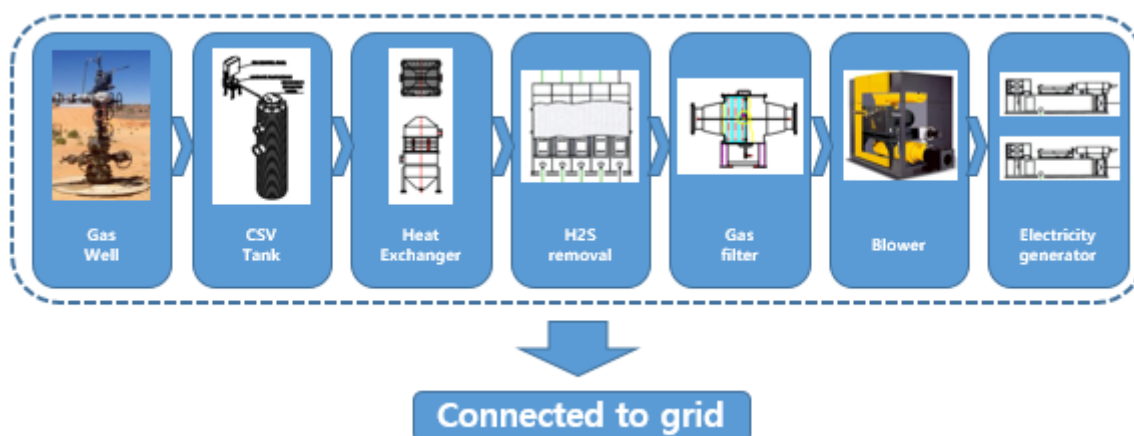 Gas
Well
CSV
Tank
Heat
Exchanger
H2S
removal
Gas
filter
Blower
Electricity
generator
Connected to grid